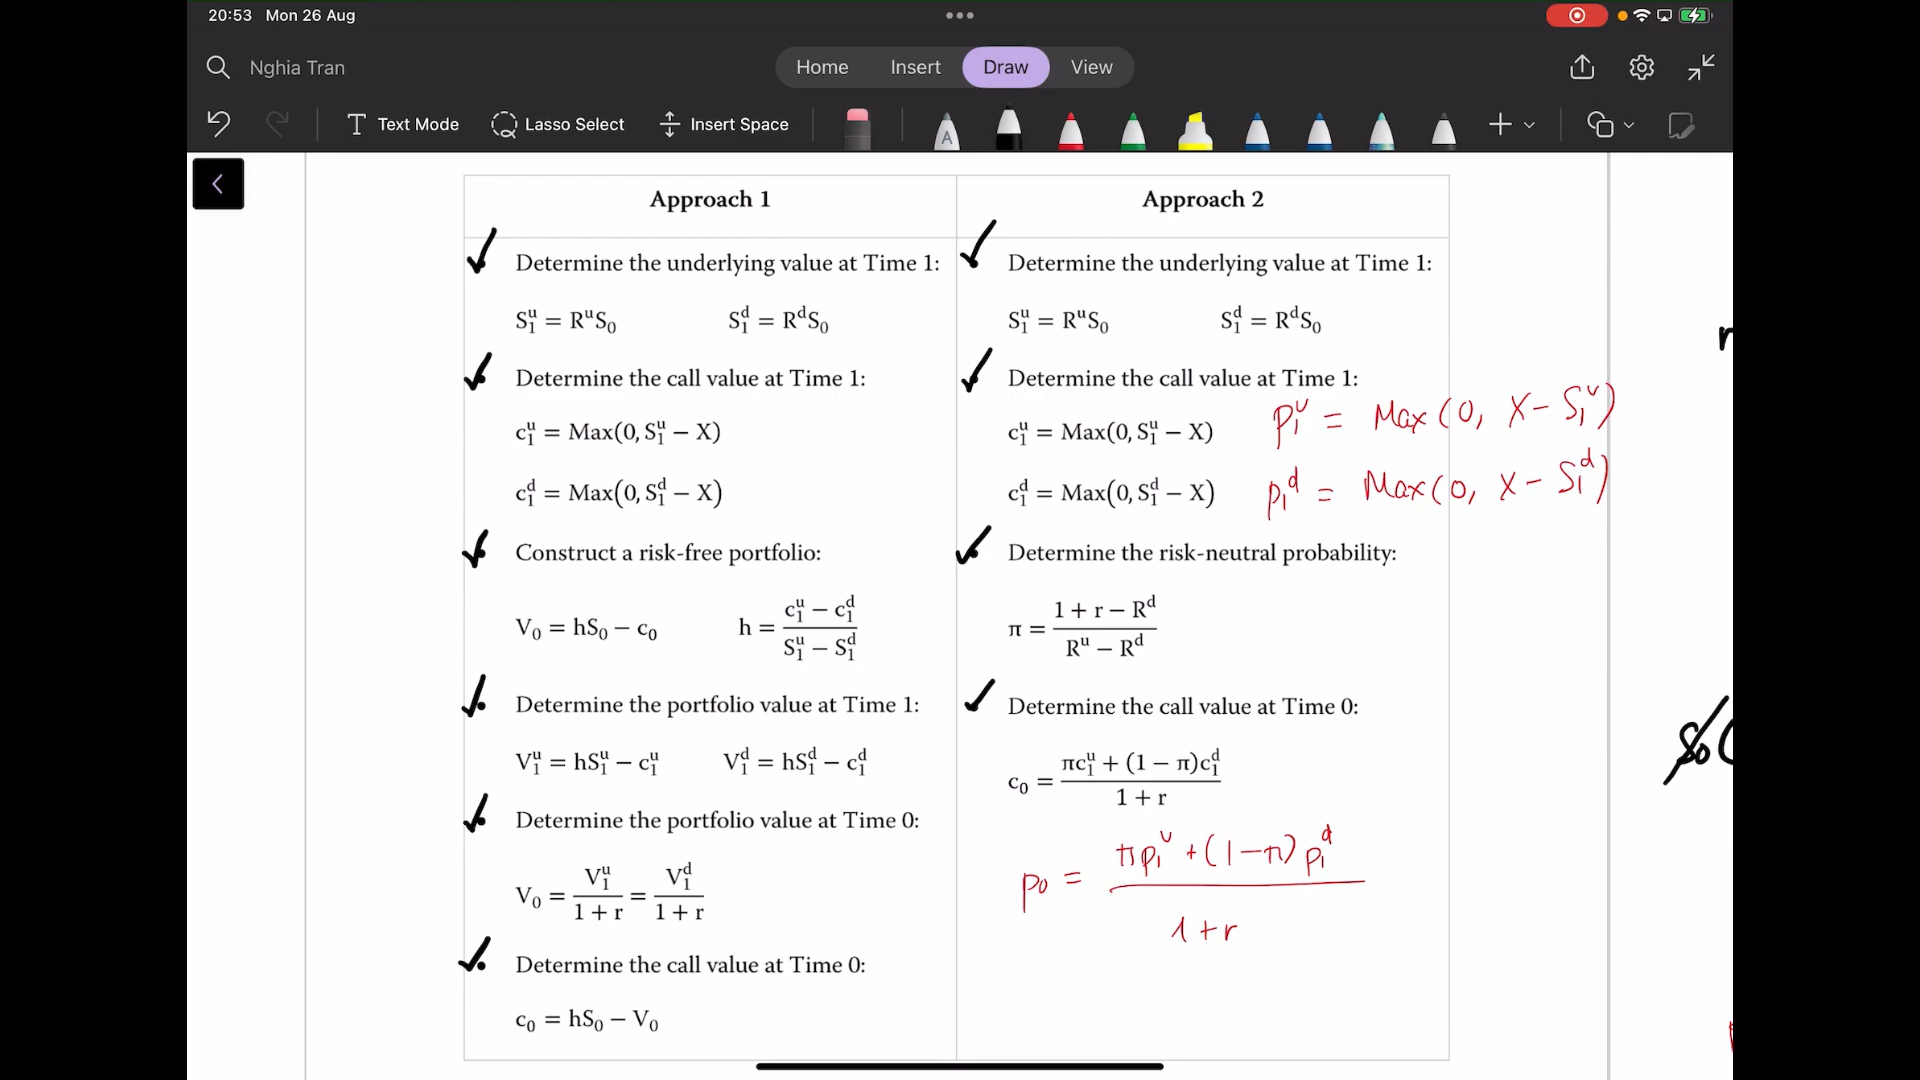 20:53 Mon 26 Aug
Nghia Tran
Home Insert Draw View
Text Mode Lasso Select Insert Space A
Approach 1
Determine the underlying value at Time 1:
S₁ᵘ = RᵘS₀ S₁ᵈ = RᵈS₀
Determine the call value at Time 1:
c₁ᵘ = Max(0, S₁ᵘ − X)
c₁ᵈ = Max(0, S₁ᵈ − X)
Construct a risk-free portfolio:
V₀ = hS₀ − c₀ h = (c₁ᵘ − c₁ᵈ) / (S₁ᵘ − S₁ᵈ)
Determine the portfolio value at Time 1:
V₁ᵘ = hS₁ᵘ − c₁ᵘ V₁ᵈ = hS₁ᵈ − c₁ᵈ
Determine the portfolio value at Time 0:
V₀ = V₁ᵘ / (1 + r) = V₁ᵈ / (1 + r)
Determine the call value at Time 0:
c₀ = hS₀ − V₀
Approach 2
Determine the underlying value at Time 1:
S₁ᵘ = RᵘS₀ S₁ᵈ = RᵈS₀
Determine the call value at Time 1:
c₁ᵘ = Max(0, S₁ᵘ − X) p₁ᵘ = Max(0, X − S₁ᵘ)
c₁ᵈ = Max(0, S₁ᵈ − X) p₁ᵈ = Max(0, X − S₁ᵈ)
Determine the risk-neutral probability:
π = (1 + r − Rᵈ) / (Rᵘ − Rᵈ)
Determine the call value at Time 0:
c₀ = (πc₁ᵘ + (1 − π)c₁ᵈ) / (1 + r)
p₀ = (πp₁ᵘ + (1 − π)p₁ᵈ) / (1 + r)
r
S₀(